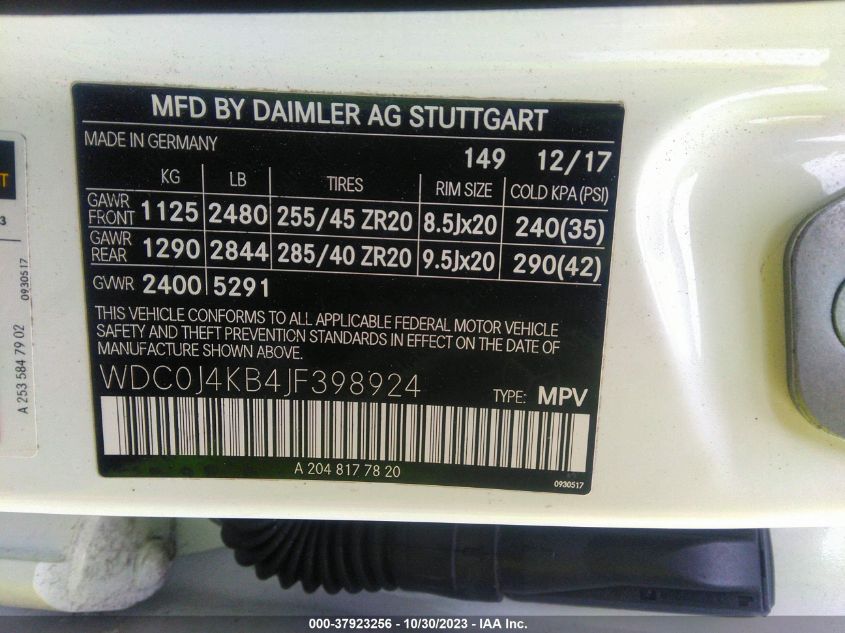 MFD BY DAIMLER AG STUTTGART
MADE IN GERMANY
149 12/17
KG LB TIRES RIM SIZE COLD KPA (PSI)
GAWR FRONT 1125 2480 255/45 ZR20 8.5Jx20 240(35)
GAWR REAR 1290 2844 285/40 ZR20 9.5Jx20 290(42)
GVWR 2400 5291
THIS VEHICLE CONFORMS TO ALL APPLICABLE FEDERAL MOTOR VEHICLE
SAFETY AND THEFT PREVENTION STANDARDS IN EFFECT ON THE DATE OF
MANUFACTURE SHOWN ABOVE.
WDC0J4KB4JF398924 TYPE: MPV
A 204 817 78 20
0930517
0930517
A 253 584 79 02
000-37923256 - 10/30/2023 - IAA Inc.